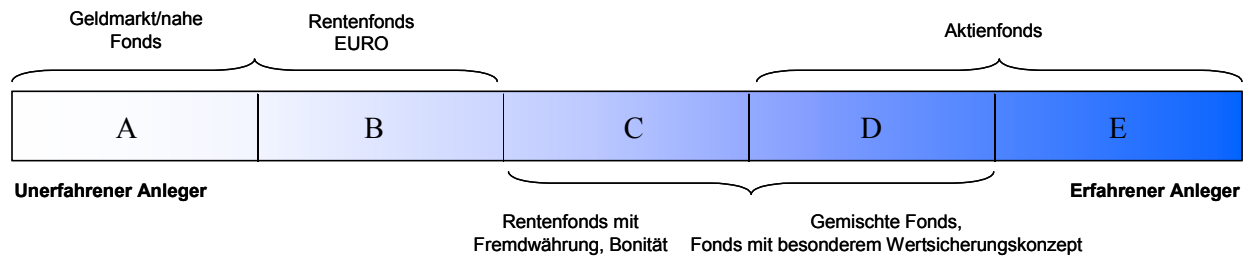 Geldmarkt/nahe
Fonds
Rentenfonds
EURO
Aktienfonds
A
B
C
D
E
Unerfahrener Anleger
Erfahrener Anleger
Rentenfonds mit
Fremdwährung, Bonität
Gemischte Fonds,
Fonds mit besonderem Wertsicherungskonzept